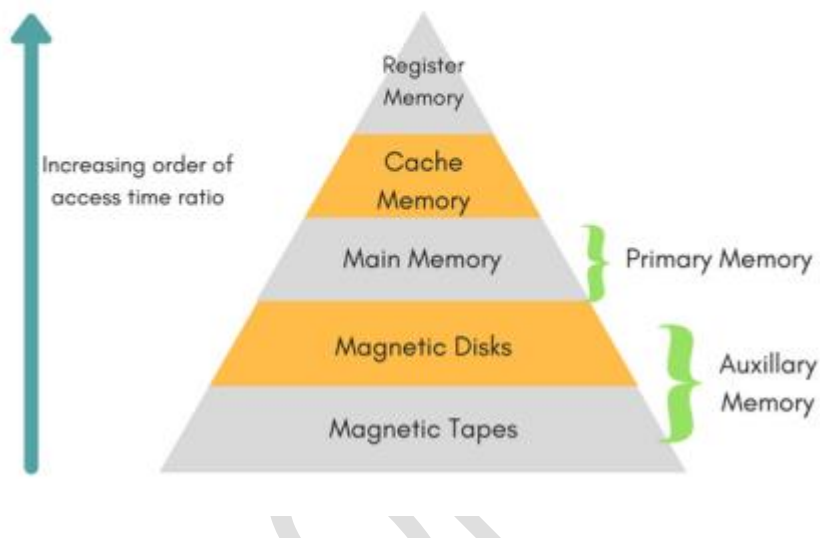 Register
Memory
Increasing order of
access time ratio
Cache
Memory
Main Memory
Primary Memory
Magnetic Disks
Auxillary
Memory
Magnetic Tapes